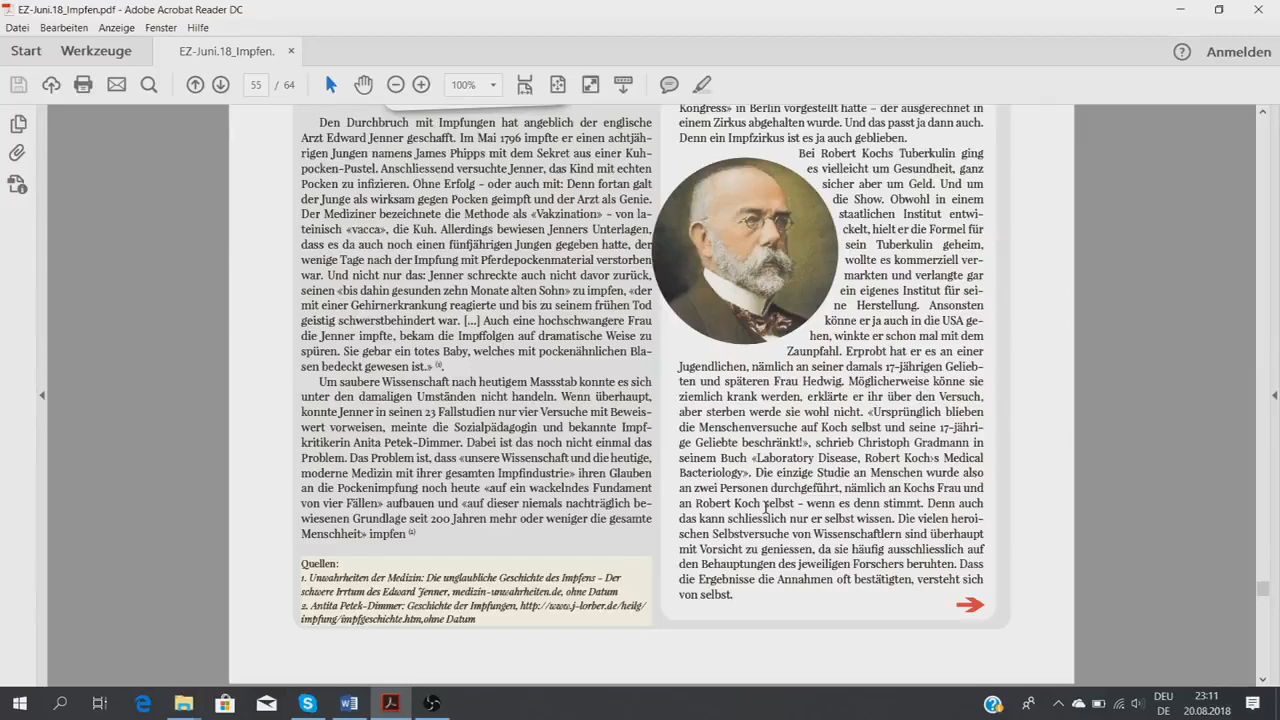 EZ-Juni.18_Impfen.pdf - Adobe Acrobat Reader DC
Datei Bearbeiten Anzeige Fenster Hilfe
Start Werkzeuge EZ-Juni.18_Impfen. × Anmelden
55 / 64 100%
Den Durchbruch mit Impfungen hat angeblich der englische
Arzt Edward Jenner geschafft. Im Mai 1796 impfte er einen achtjäh-
rigen Jungen namens James Phipps mit dem Sekret aus einer Kuh-
pocken-Pustel. Anschliessend versuchte Jenner, das Kind mit echten
Pocken zu infizieren. Ohne Erfolg – oder auch mit: Denn fortan galt
der Junge als wirksam gegen Pocken geimpft und der Arzt als Genie.
Der Mediziner bezeichnete die Methode als «Vakzination» – von la-
teinisch «vacca», die Kuh. Allerdings bewiesen Jenners Unterlagen,
dass es da auch noch einen fünfjährigen Jungen gegeben hatte, der
wenige Tage nach der Impfung mit Pferdepockenmaterial verstorben
war. Und nicht nur das: Jenner schreckte auch nicht davor zurück,
seinen «bis dahin gesunden zehn Monate alten Sohn» zu impfen, «der
mit einer Gehirnerkrankung reagierte und bis zu seinem frühen Tod
geistig schwerstbehindert war. [...] Auch eine hochschwangere Frau
die Jenner impfte, bekam die Impffolgen auf dramatische Weise zu
spüren. Sie gebar ein totes Baby, welches mit pockenähnlichen Bla-
sen bedeckt gewesen ist.» (1).
Um saubere Wissenschaft nach heutigem Massstab konnte es sich
unter den damaligen Umständen nicht handeln. Wenn überhaupt,
konnte Jenner in seinen 23 Fallstudien nur vier Versuche mit Beweis-
wert vorweisen, meinte die Sozialpädagogin und bekannte Impf-
kritikerin Anita Petek-Dimmer. Dabei ist das noch nicht einmal das
Problem. Das Problem ist, dass «unsere Wissenschaft und die heutige,
moderne Medizin mit ihrer gesamten Impfindustrie» ihren Glauben
an die Pockenimpfung noch heute «auf ein wackelndes Fundament
von vier Fällen» aufbauen und «auf dieser niemals nachträglich be-
wiesenen Grundlage seit 200 Jahren mehr oder weniger die gesamte
Menschheit» impfen (2)
Quellen:
1. Unwahrheiten der Medizin: Die unglaubliche Geschichte des Impfens – Der
schwere Irrtum des Edward Jenner, medizin-unwahrheiten.de, ohne Datum
2. Antita Petek-Dimmer: Geschichte der Impfungen, http://www.j-lorber.de/heilg/
impfung/impfgeschichte.htm,ohne Datum
Kongress» in Berlin vorgestellt hatte – der ausgerechnet in
einem Zirkus abgehalten wurde. Und das passt ja dann auch.
Denn ein Impfzirkus ist es ja auch geblieben.
Bei Robert Kochs Tuberkulin ging
es vielleicht um Gesundheit, ganz
sicher aber um Geld. Und um
die Show. Obwohl in einem
staatlichen Institut entwi-
ckelt, hielt er die Formel für
sein Tuberkulin geheim,
wollte es kommerziell ver-
markten und verlangte gar
ein eigenes Institut für sei-
ne Herstellung. Ansonsten
könne er ja auch in die USA ge-
hen, winkte er schon mal mit dem
Zaunpfahl. Erprobt hat er es an einer
Jugendlichen, nämlich an seiner damals 17-jährigen Gelieb-
ten und späteren Frau Hedwig. Möglicherweise könne sie
ziemlich krank werden, erklärte er ihr über den Versuch,
aber sterben werde sie wohl nicht. «Ursprünglich blieben
die Menschenversuche auf Koch selbst und seine 17-jähri-
ge Geliebte beschränkt!», schrieb Christoph Gradmann in
seinem Buch «Laboratory Disease, Robert Koch›s Medical
Bacteriology». Die einzige Studie an Menschen wurde also
an zwei Personen durchgeführt, nämlich an Kochs Frau und
an Robert Koch selbst – wenn es denn stimmt. Denn auch
das kann schliesslich nur er selbst wissen. Die vielen heroi-
schen Selbstversuche von Wissenschaftlern sind überhaupt
mit Vorsicht zu geniessen, da sie häufig ausschliesslich auf
den Behauptungen des jeweiligen Forschers beruhten. Dass
die Ergebnisse die Annahmen oft bestätigten, versteht sich
von selbst.
DEU 23:11
DE 20.08.2018